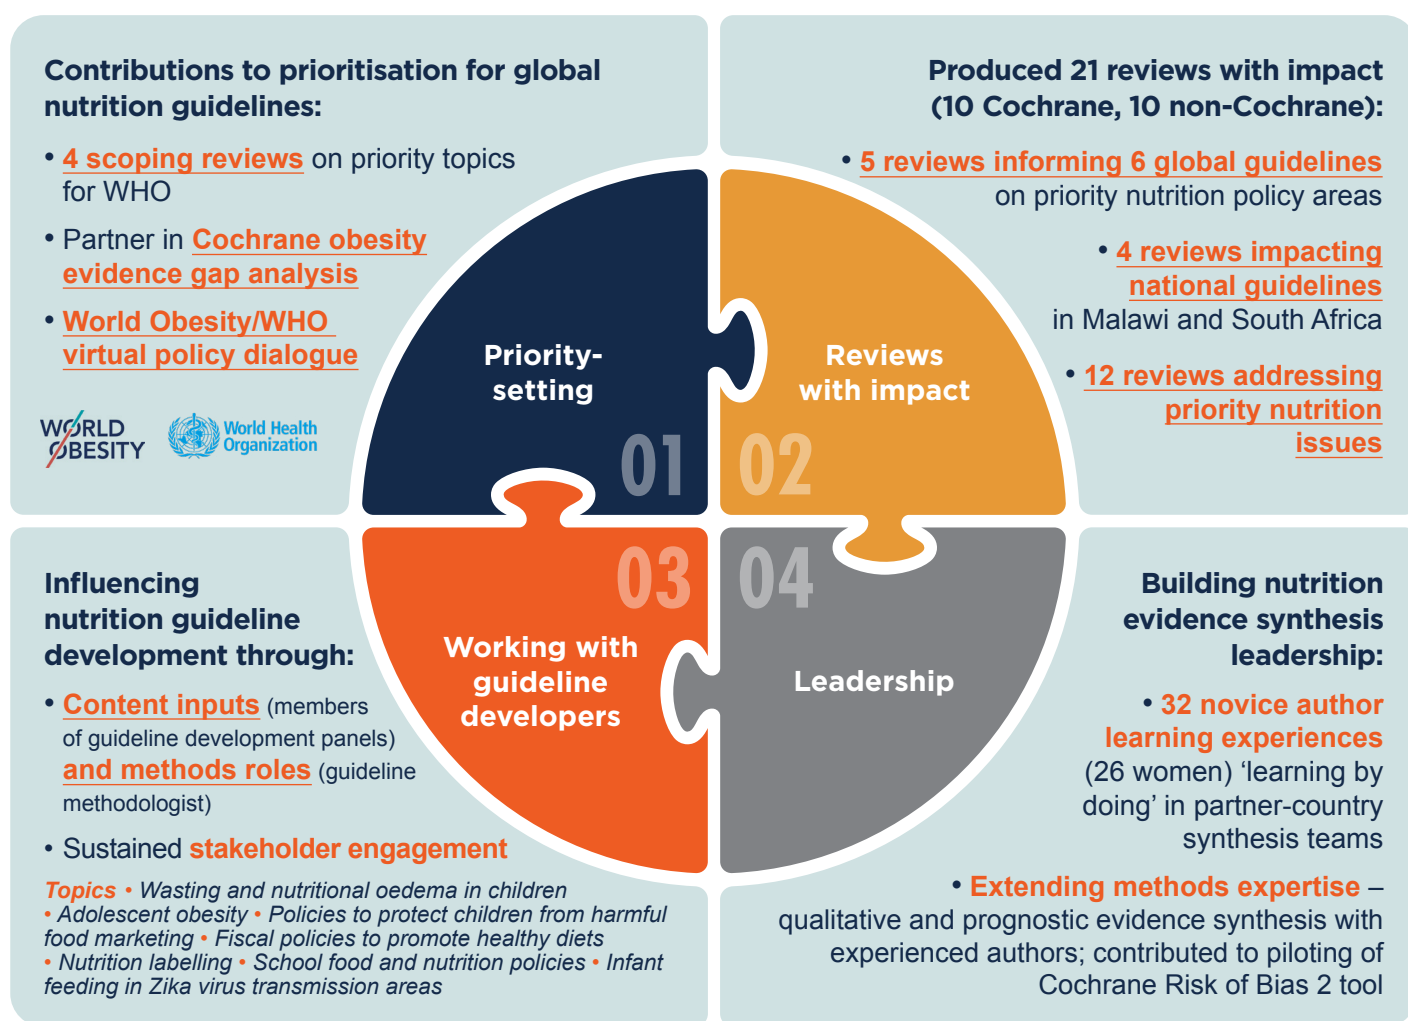 Contributions to prioritisation for global
nutrition guidelines:
• 4 scoping reviews on priority topics
for WHO
• Partner in Cochrane obesity
evidence gap analysis
• World Obesity/WHO
virtual policy dialogue
WORLD
OBESITY
World Health
Organization
Priority-
setting
01
Produced 21 reviews with impact
(10 Cochrane, 10 non-Cochrane):
• 5 reviews informing 6 global guidelines
on priority nutrition policy areas
• 4 reviews impacting
national guidelines
in Malawi and South Africa
• 12 reviews addressing
priority nutrition
issues
Reviews
with impact
02
Influencing
nutrition guideline
development through:
• Content inputs (members
of guideline development panels)
and methods roles (guideline
methodologist)
• Sustained stakeholder engagement
Topics • Wasting and nutritional oedema in children
• Adolescent obesity • Policies to protect children from harmful
food marketing • Fiscal policies to promote healthy diets
• Nutrition labelling • School food and nutrition policies • Infant
feeding in Zika virus transmission areas
03
Working with
guideline
developers
04
Leadership
Building nutrition
evidence synthesis
leadership:
• 32 novice author
learning experiences
(26 women) ‘learning by
doing’ in partner-country
synthesis teams
• Extending methods expertise –
qualitative and prognostic evidence synthesis with
experienced authors; contributed to piloting of
Cochrane Risk of Bias 2 tool